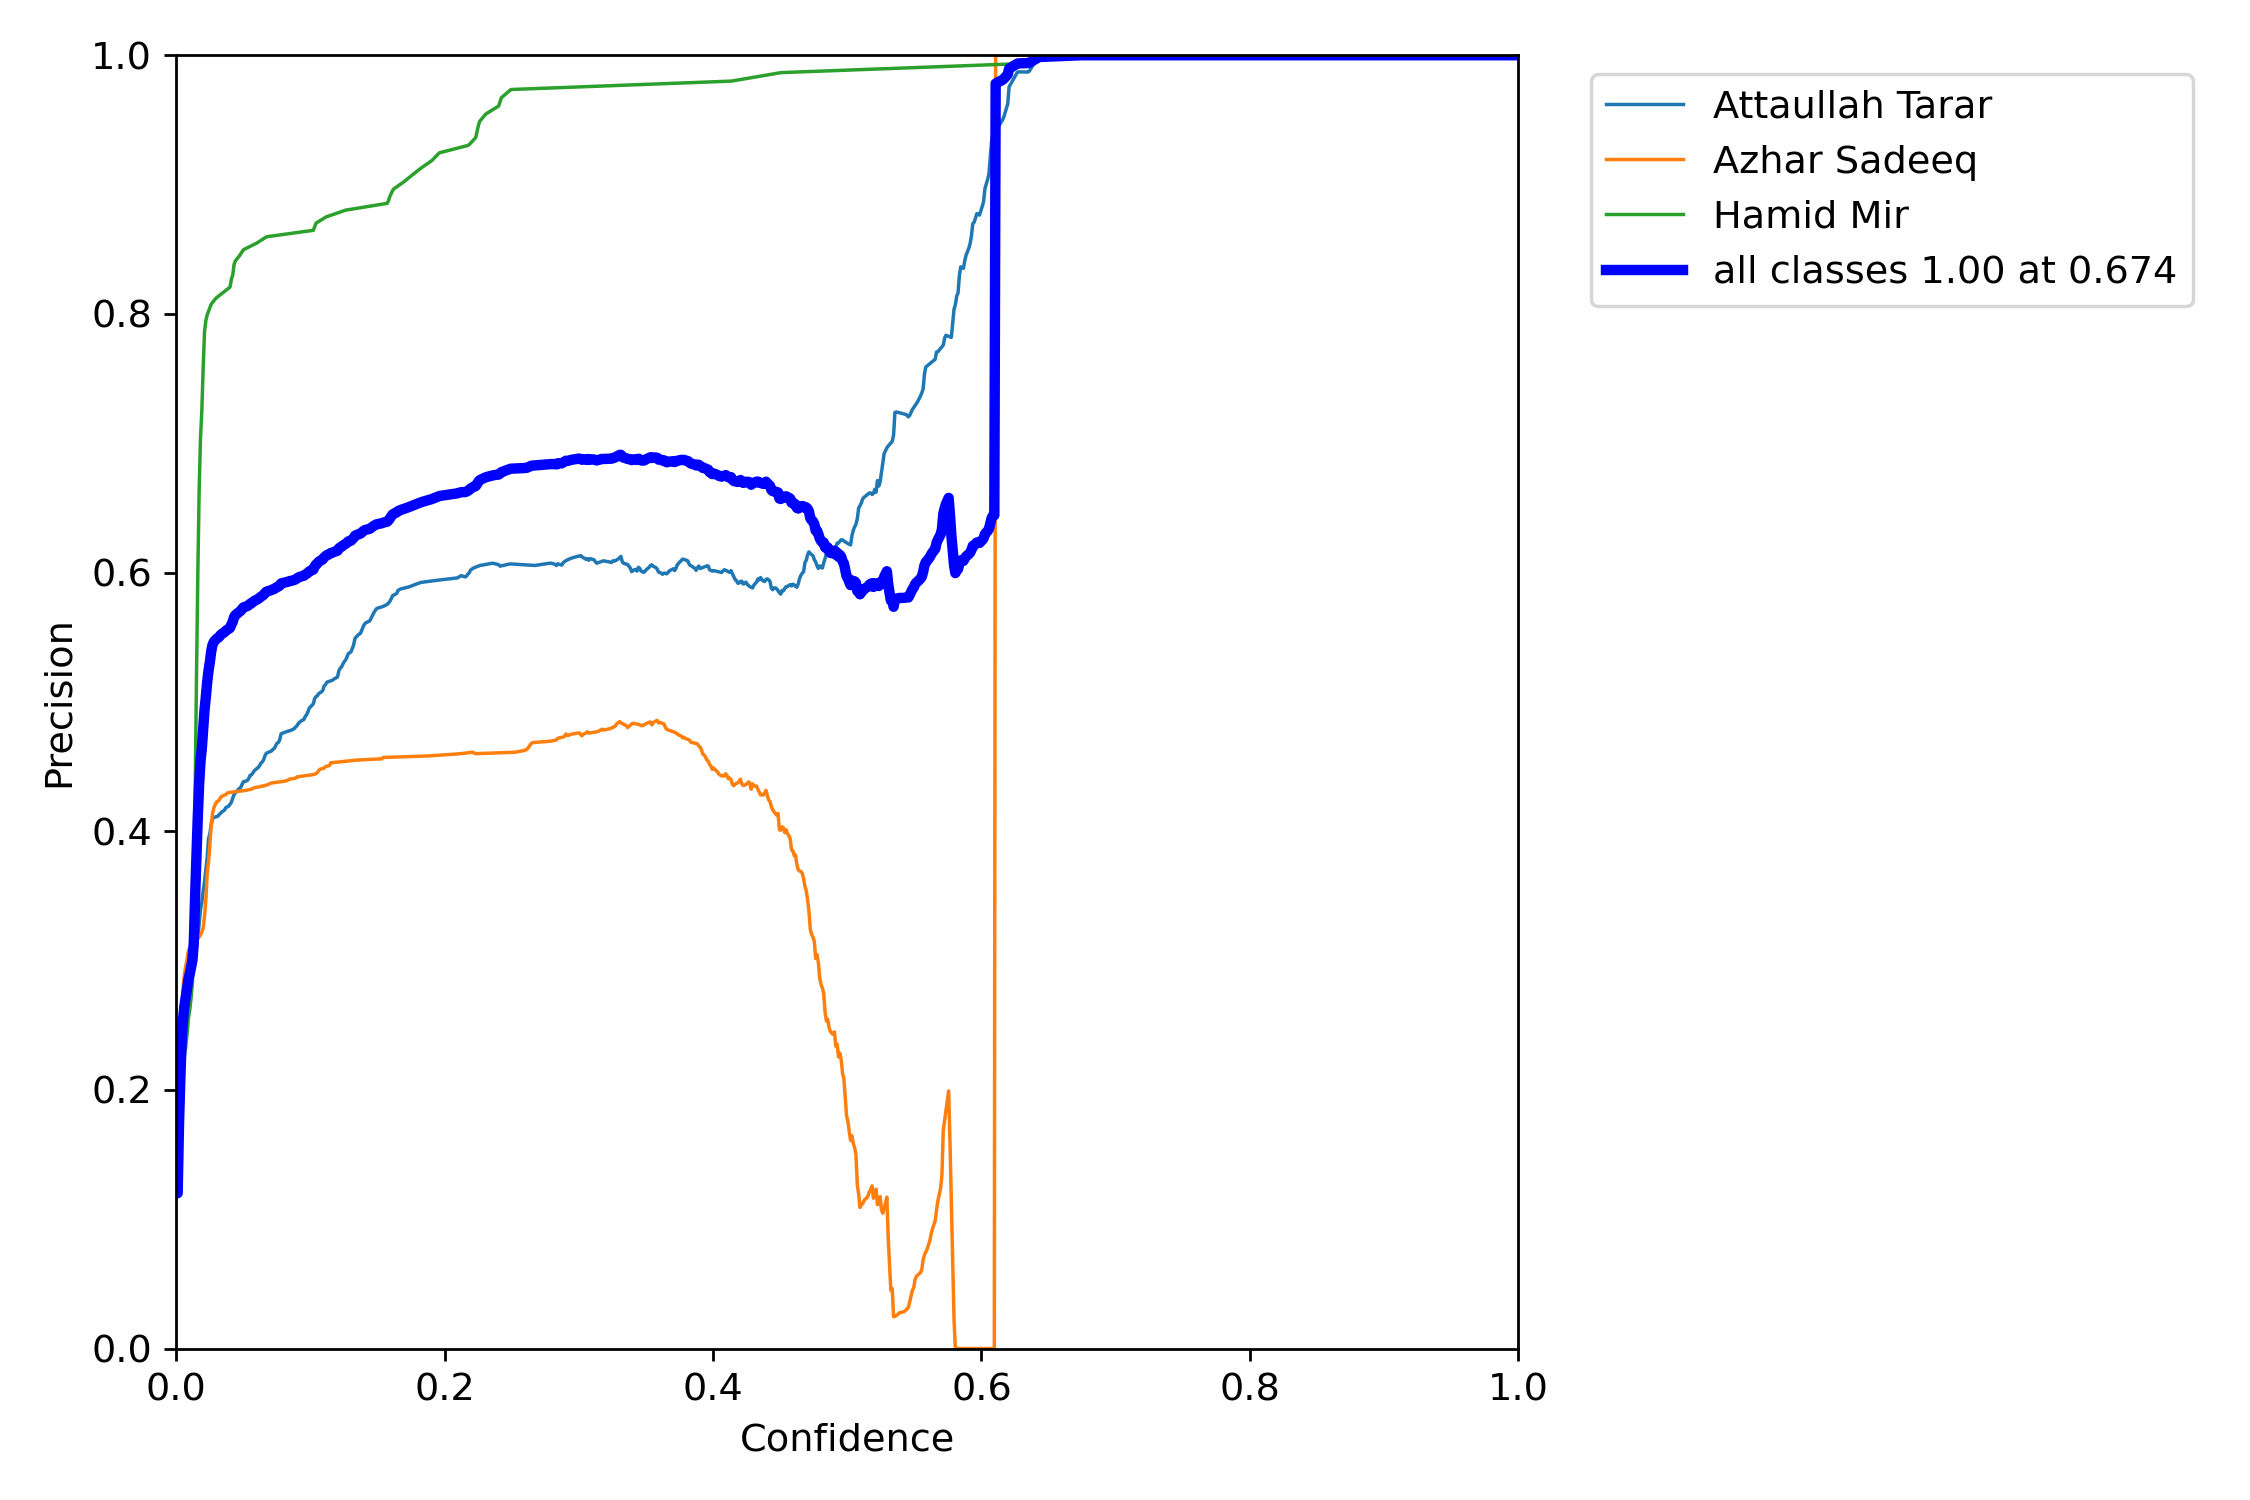 1.0
0.8
0.6
0.4
0.2
0.0
Precision
0.0 0.2 0.4 0.6 0.8 1.0
Confidence
Attaullah Tarar
Azhar Sadeeq
Hamid Mir
all classes 1.00 at 0.674